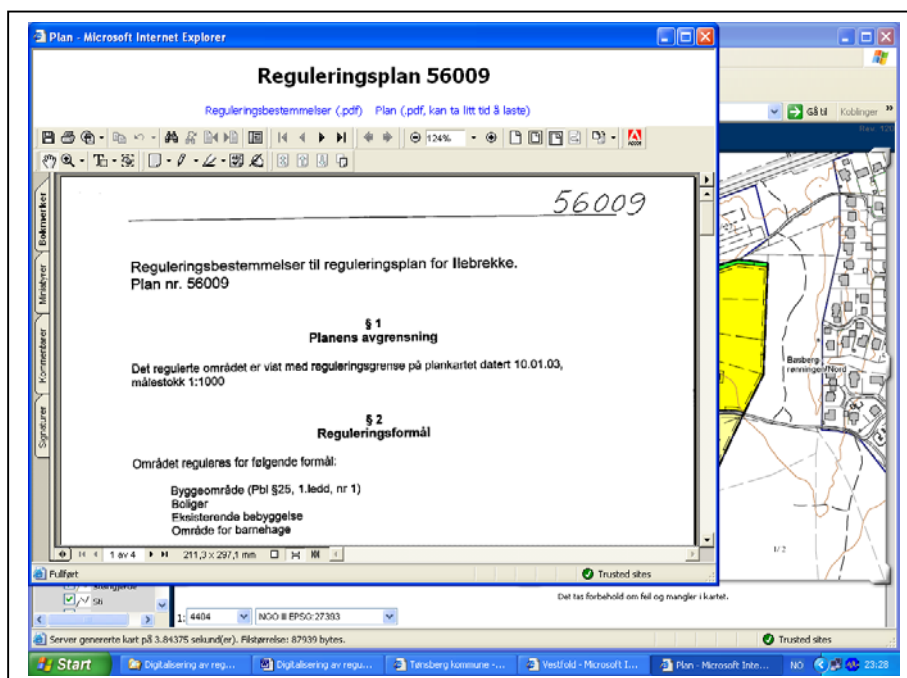 Plan - Microsoft Internet Explorer
Reguleringsplan 56009
Reguleringsbestemmelser (.pdf) Plan (.pdf, kan ta litt tid å laste)
Gå til Koblinger
124%
Adobe
56009
Bokmerker
Miniatyrer
Kommentarer
Signaturer
Reguleringsbestemmelser til reguleringsplan for Ilebrekke.
Plan nr. 56009
§ 1
Planens avgrensning
Det regulerte området er vist med reguleringsgrense på plankartet datert 10.01.03,
målestokk 1:1000
§ 2
Reguleringsformål
Området reguleres for følgende formål:
Byggeområde (Pbl §25, 1.ledd, nr 1)
Boliger
Eksisterende bebyggelse
Område for barnehage
Basberg
rønningen/Nord
1/2
1 av 4
211,3 x 297,1 mm
Fullført
Trusted sites
Sti
Det tas forbehold om feil og mangler i kartet.
1: 4404 NGO II EPSG:27393
Server genererte kart på 3.84375 sekund(er). Filstørrelse: 87939 bytes.
Trusted sites
Start
Digitalisering av reg...
Digitalisering av regu...
Tønsberg kommune -...
Vestfold - Microsoft I...
Plan - Microsoft Inte...
NO
23:28